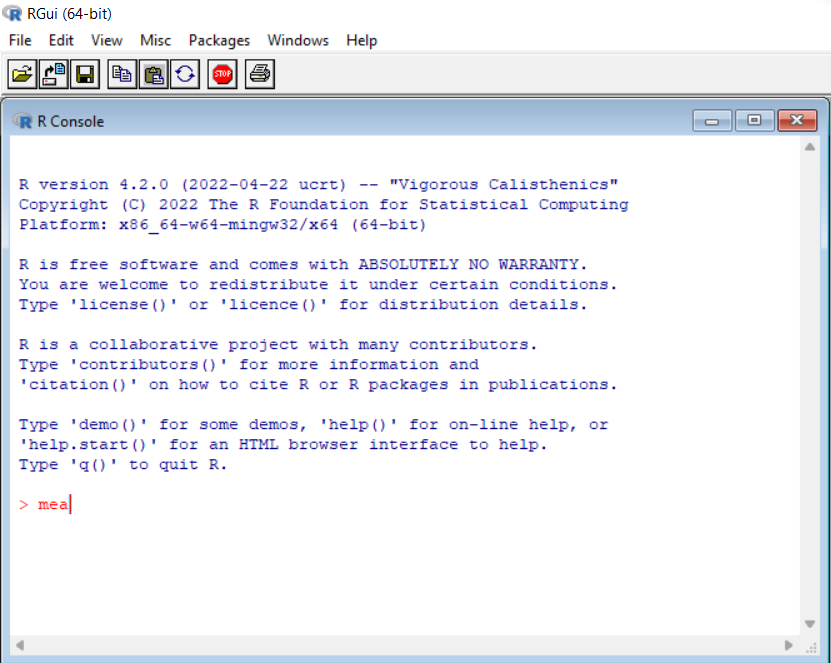 RGui (64-bit)
File Edit View Misc Packages Windows Help
STOP
R Console
R version 4.2.0 (2022-04-22 ucrt) -- "Vigorous Calisthenics"
Copyright (C) 2022 The R Foundation for Statistical Computing
Platform: x86_64-w64-mingw32/x64 (64-bit)
R is free software and comes with ABSOLUTELY NO WARRANTY.
You are welcome to redistribute it under certain conditions.
Type 'license()' or 'licence()' for distribution details.
R is a collaborative project with many contributors.
Type 'contributors()' for more information and
'citation()' on how to cite R or R packages in publications.
Type 'demo()' for some demos, 'help()' for on-line help, or
'help.start()' for an HTML browser interface to help.
Type 'q()' to quit R.
> mea